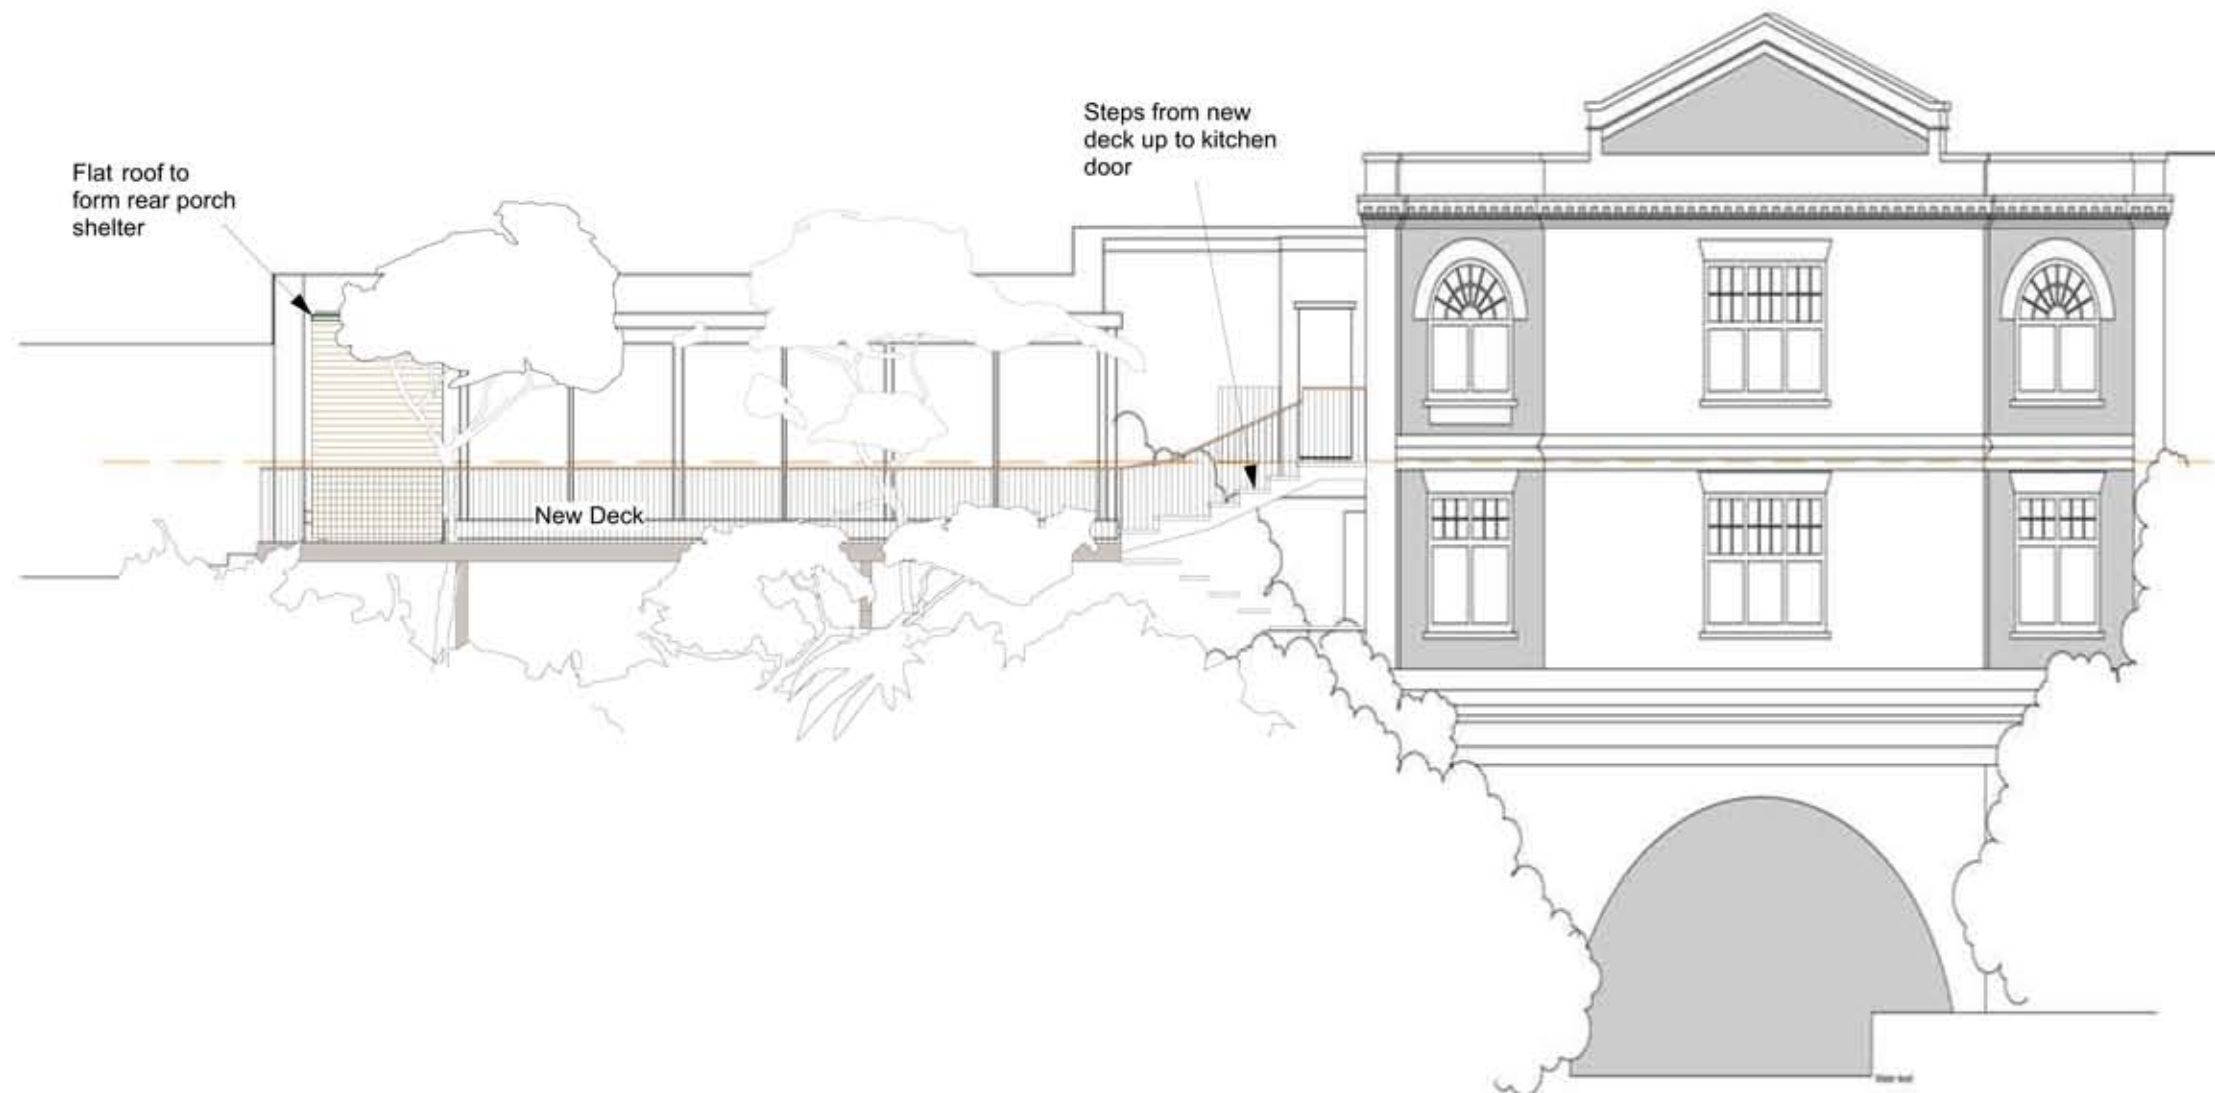 Flat roof to
form rear porch
shelter
Steps from new
deck up to kitchen
door
New Deck